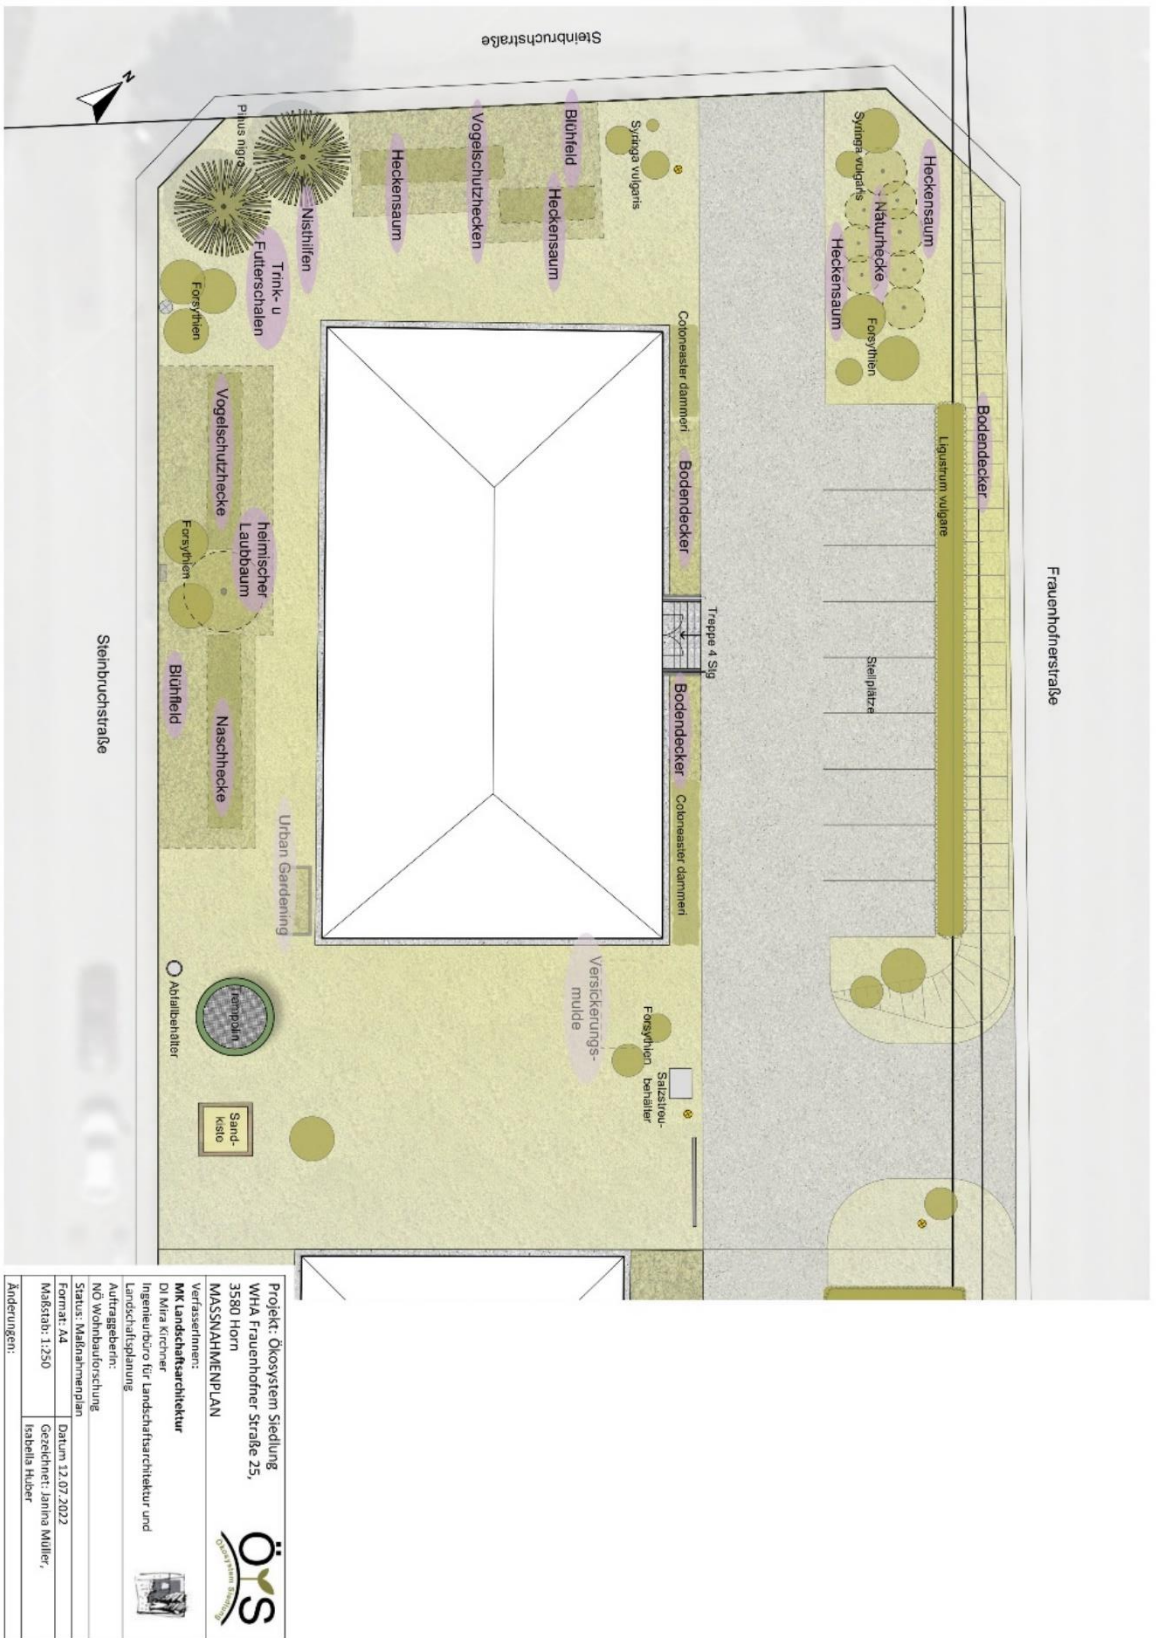 Steinbruchstraße
N
Pinus nigra
Nisthilfen
Trink- u
Futterschalen
Forsythien
Heckensaum
Vogelschutzhecken
Blühfeld
Heckensaum
Syringa vulgaris
Syringa vulgaris
Heckensaum
Naturhecke
Heckensaum
Forsythien
Cotoneaster dammeri
Bodendecker
Bodendecker
Ligustrum vulgare
Frauenhofnerstraße
Vogelschutzhecke
heimischer
Laubbaum
Forsythien
Treppe 4 Stg
Stellplätze
Steinbruchstraße
Blühfleld
Naschhecke
Bodendecker
Cotoneaster dammeri
Urban Gardening
Versickerungs-
mulde
Forsythien
Salzstreu-
behälter
Abfallbehälter
Trampolin
Sand-
kiste
Projekt: Ökosystem Siedlung
WHA Frauenhofner Straße 25,
3580 Horn
MASSNAHMENPLAN
VerfasserInnen:
MK Landschaftsarchitektur
DI Mira Kirchner
Ingenieurbüro für Landschaftsarchitektur und
Landschaftsplanung
AuftraggeberIn:
NÖ Wohnbauforschung
Status: Maßnahmenplan
Format: A4
Datum 12.07.2022
Maßstab: 1:250
Gezeichnet: Janina Müller,
Isabella Huber
Änderungen:
ÖYS
Ökosystem Siedlung